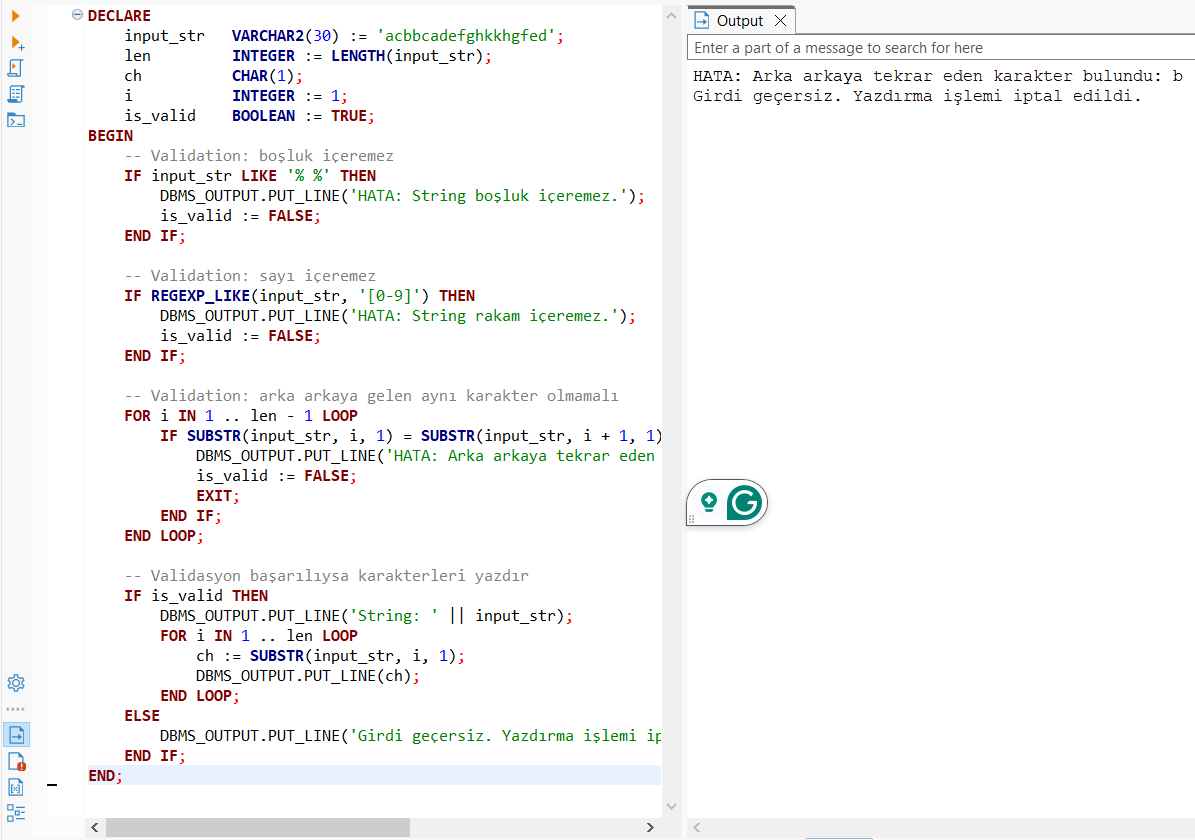 DECLARE
input_str VARCHAR2(30) := 'acbbcadefghkkhgfed';
len INTEGER := LENGTH(input_str);
ch CHAR(1);
i INTEGER := 1;
is_valid BOOLEAN := TRUE;
BEGIN
-- Validation: boşluk içeremez
IF input_str LIKE '% %' THEN
DBMS_OUTPUT.PUT_LINE('HATA: String boşluk içeremez.');
is_valid := FALSE;
END IF;
-- Validation: sayı içeremez
IF REGEXP_LIKE(input_str, '[0-9]') THEN
DBMS_OUTPUT.PUT_LINE('HATA: String rakam içeremez.');
is_valid := FALSE;
END IF;
-- Validation: arka arkaya gelen aynı karakter olmamalı
FOR i IN 1 .. len - 1 LOOP
IF SUBSTR(input_str, i, 1) = SUBSTR(input_str, i + 1, 1)
DBMS_OUTPUT.PUT_LINE('HATA: Arka arkaya tekrar eden
is_valid := FALSE;
EXIT;
END IF;
END LOOP;
-- Validasyon başarılıysa karakterleri yazdır
IF is_valid THEN
DBMS_OUTPUT.PUT_LINE('String: ' || input_str);
FOR i IN 1 .. len LOOP
ch := SUBSTR(input_str, i, 1);
DBMS_OUTPUT.PUT_LINE(ch);
END LOOP;
ELSE
DBMS_OUTPUT.PUT_LINE('Girdi geçersiz. Yazdırma işlemi ip
END IF;
END;
Output
Enter a part of a message to search for here
HATA: Arka arkaya tekrar eden karakter bulundu: b
Girdi geçersiz. Yazdırma işlemi iptal edildi.